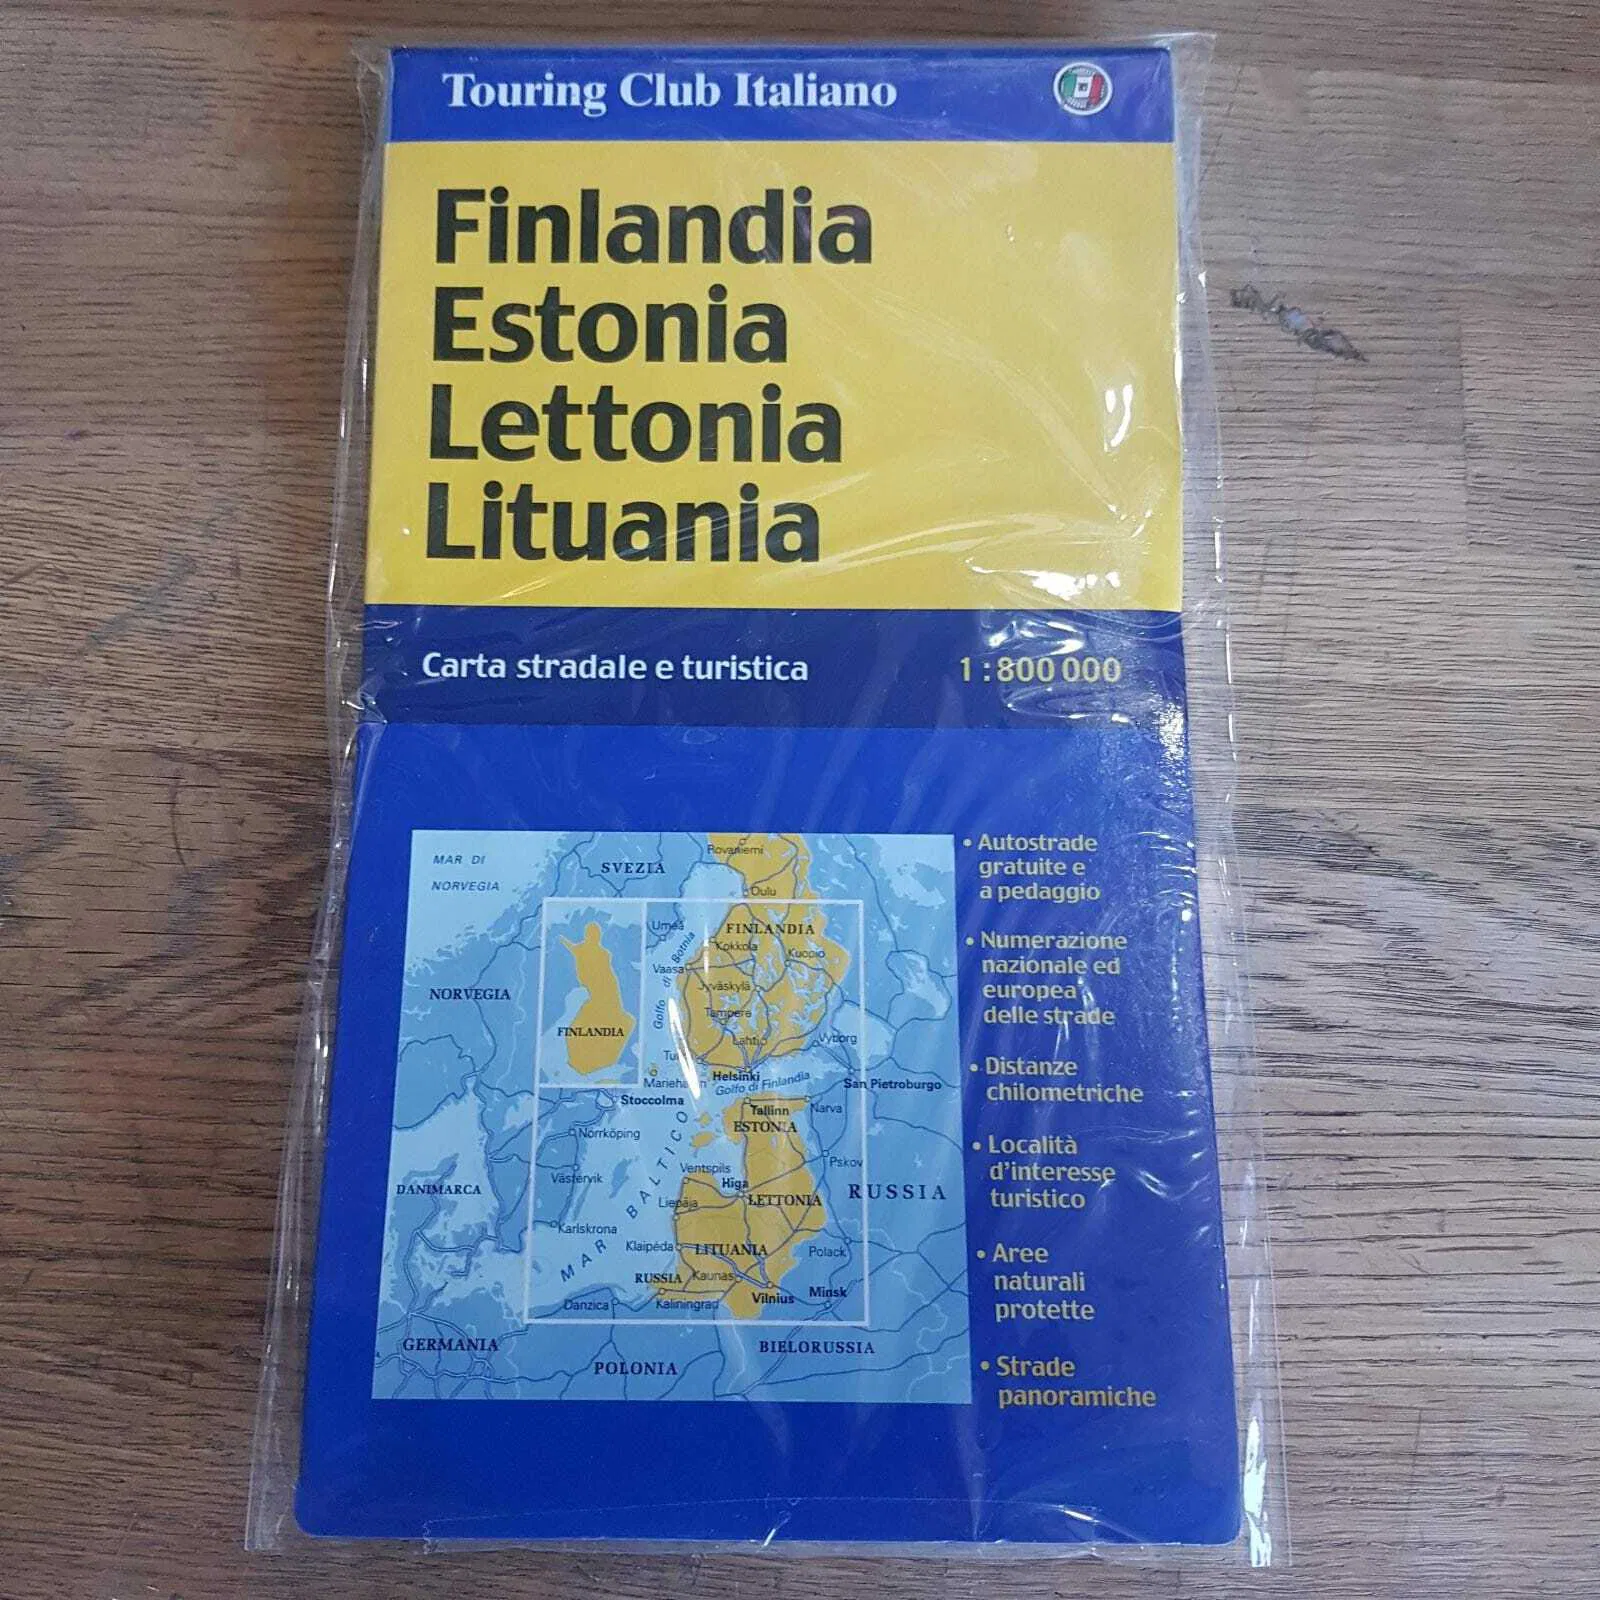 Touring Club Italiano
Finlandia
Estonia
Lettonia
Lituania
Carta stradale e turistica
1 : 800 000
• Autostrade
gratuite e
a pedaggio
• Numerazione
nazionale ed
europea
delle strade
• Distanze
chilometriche
• Località
d'interesse
turistico
• Aree
naturali
protette
• Strade
panoramiche
MAR DI
NORVEGIA
SVEZIA
Rovaniemi
Oulu
Umeå
FINLANDIA
Kokkola
Kuopio
Golfo di Botnia
Vaasa
Jyväskylä
NORVEGIA
FINLANDIA
Tampere
Lahti
Vyborg
Mariehamn
Helsinki
Golfo di Finlandia
San Pietroburgo
Stoccolma
Tallinn
Narva
ESTONIA
Norrköping
MAR BALTICO
Pskov
Ventspils
Västervik
DANIMARCA
Liepāja
LETTONIA
RUSSIA
Karlskrona
Klaipėda
LITUANIA
Polack
RUSSIA
Kaunas
Danzica
Kaliningrad
Vilnius
Minsk
GERMANIA
POLONIA
BIELORUSSIA